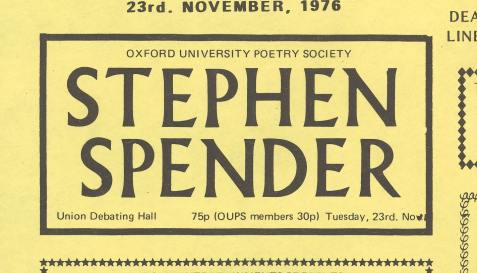 23rd. NOVEMBER, 1976
DEA
LINE
OXFORD UNIVERSITY POETRY SOCIETY
STEPHEN
SPENDER
Union Debating Hall 75p (OUPS members 30p) Tuesday, 23rd. Nov